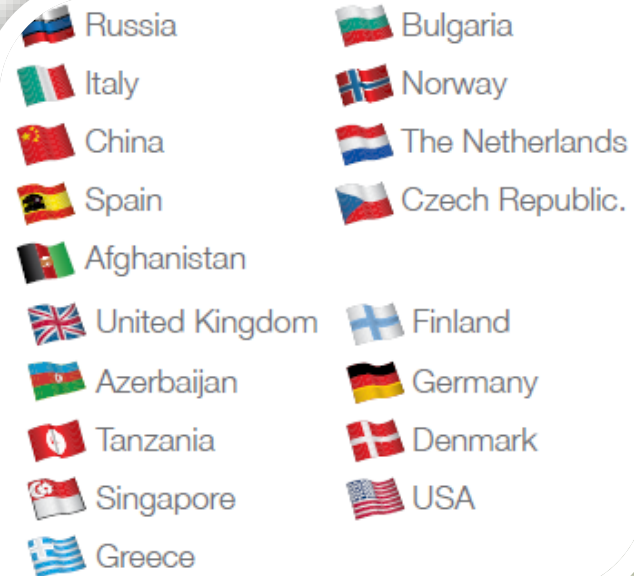 Russia
Italy
China
Spain
Afghanistan
United Kingdom
Azerbaijan
Tanzania
Singapore
Greece
Bulgaria
Norway
The Netherlands
Czech Republic.
Finland
Germany
Denmark
USA